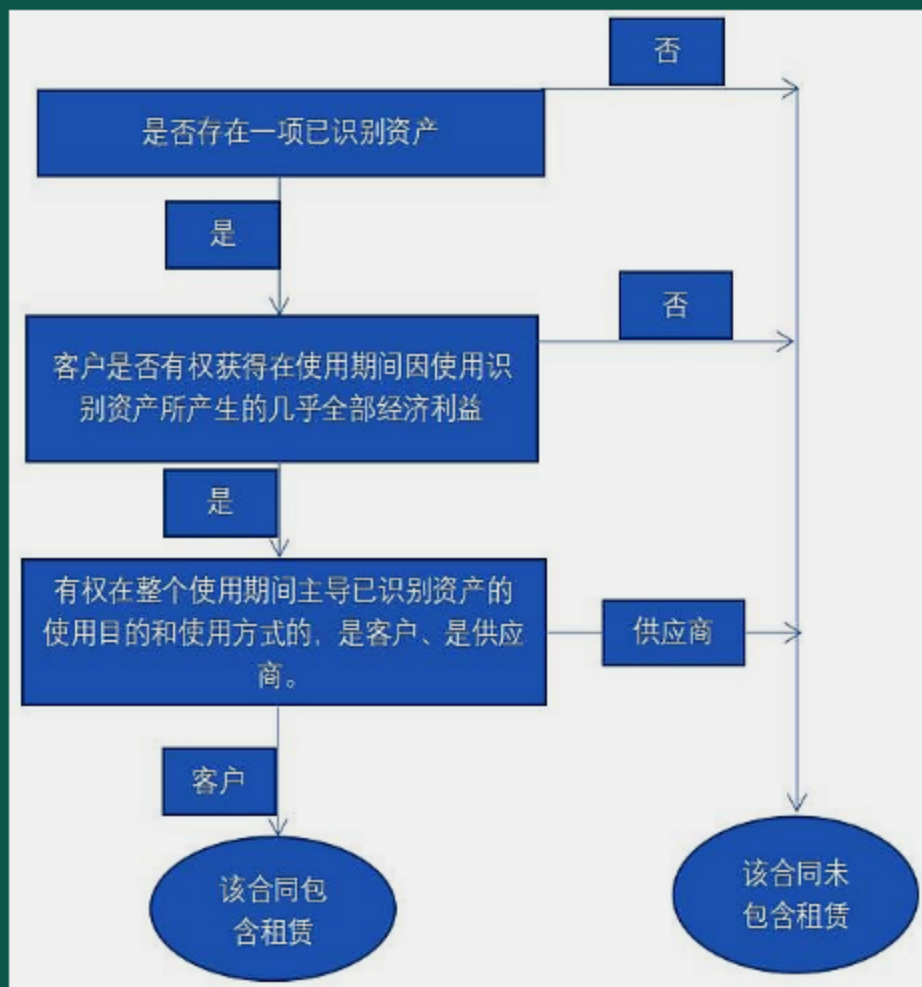 否
是否存在一项已识别资产
是
否
客户是否有权获得在使用期间因使用识
别资产所产生的几乎全部经济利益
是
有权在整个使用期间主导已识别资产的
使用目的和使用方式的，是客户、是供应
商。
供应商
客户
该合同包
含租赁
该合同未
包含租赁